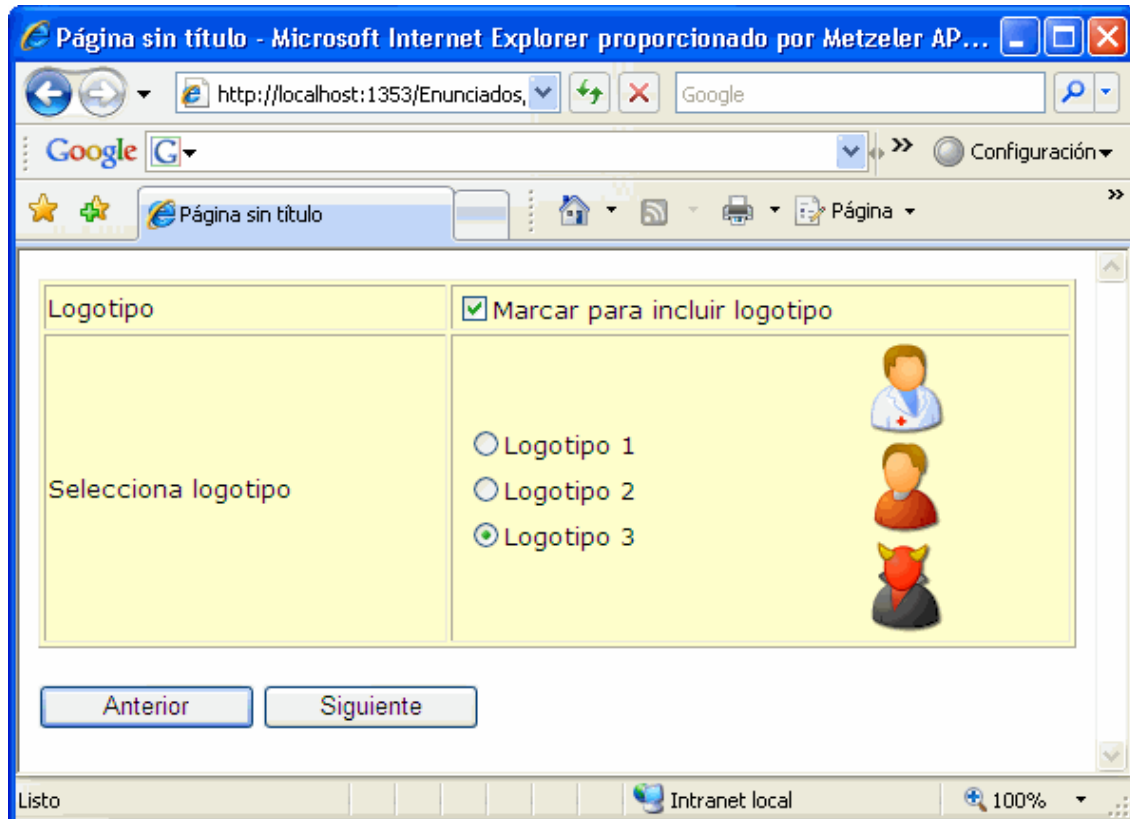 Página sin título - Microsoft Internet Explorer proporcionado por Metzeler AP...
http://localhost:1353/Enunciados,
Google
Google G
Configuración
Página sin título
Página
Logotipo
Marcar para incluir logotipo
Selecciona logotipo
Logotipo 1
Logotipo 2
Logotipo 3
Anterior Siguiente
Listo
Intranet local
100%